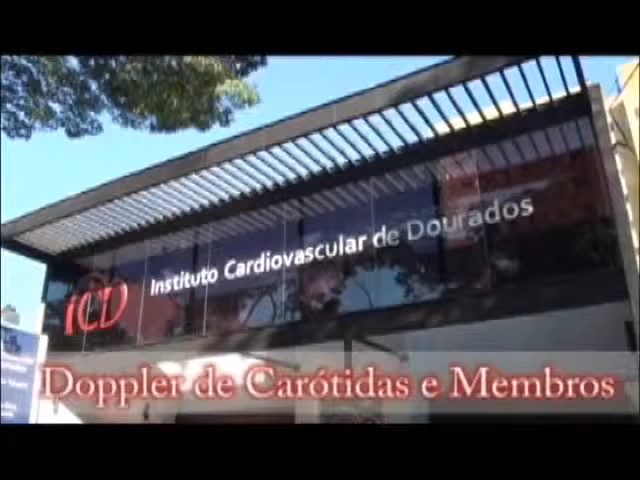 ICD
Instituto Cardiovascular de Dourados
Doppler de Carótidas e Membros